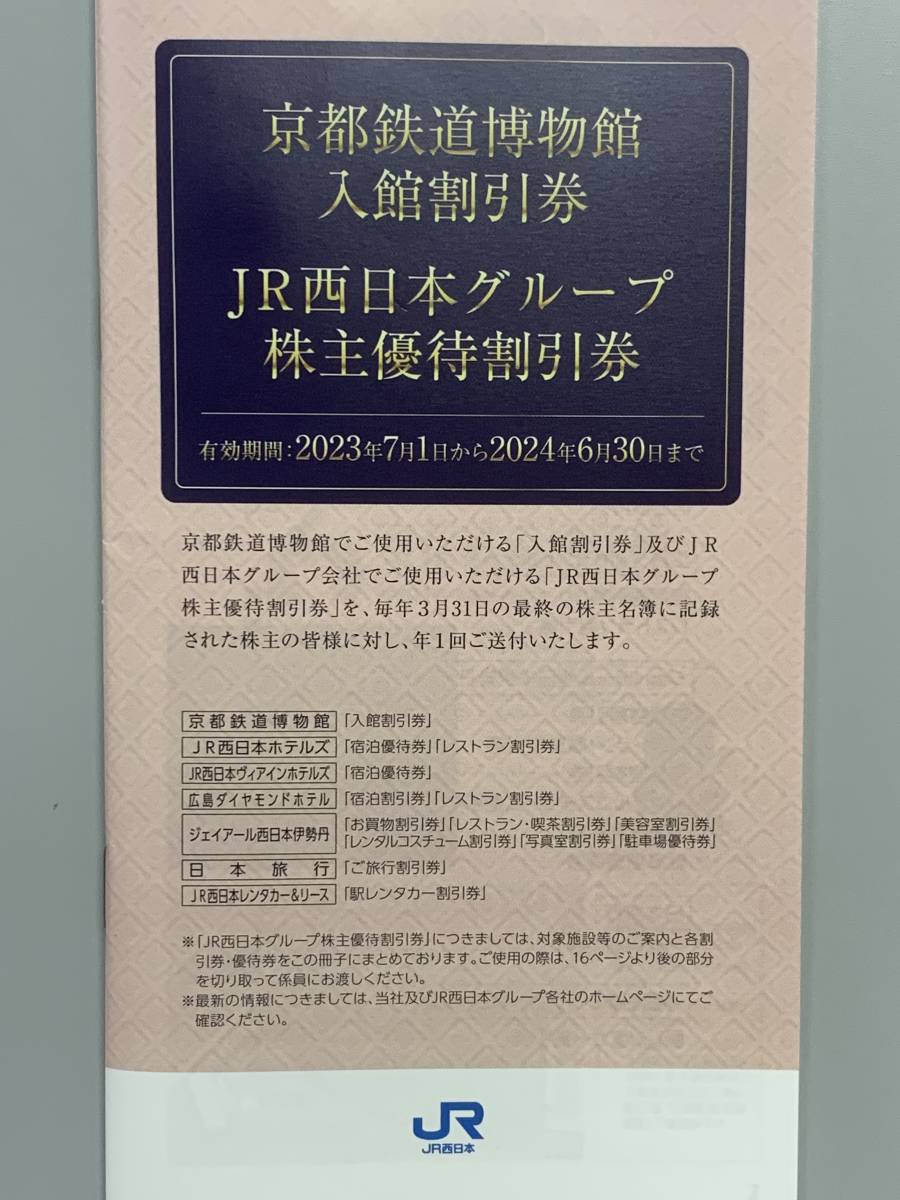 京都鉄道博物館
入館割引券
JR西日本グループ
株主優待割引券
有効期間：2023年7月1日から2024年6月30日まで
京都鉄道博物館でご使用いただける「入館割引券」及びJR
西日本グループ会社でご使用いただける「JR西日本グループ
株主優待割引券」を、毎年3月31日の最終の株主名簿に記録
された株主の皆様に対し、年1回ご送付いたします。
京都鉄道博物館 「入館割引券」
JR西日本ホテルズ 「宿泊優待券」「レストラン割引券」
JR西日本ヴィアインホテルズ 「宿泊優待券」
広島ダイヤモンドホテル 「宿泊割引券」「レストラン割引券」
ジェイアール西日本伊勢丹 「お買物割引券」「レストラン・喫茶割引券」「美容室割引券」
「レンタルコスチューム割引券」「写真室割引券」「駐車場優待券」
日本旅行 「ご旅行割引券」
JR西日本レンタカー&リース 「駅レンタカー割引券」
※「JR西日本グループ株主優待割引券」につきましては、対象施設等のご案内と各割
引券・優待券をこの冊子にまとめております。ご使用の際は、16ページより後の部分
を切り取って係員にお渡しください。
※最新の情報につきましては、当社及びJR西日本グループ各社のホームページにてご
確認ください。
JR
JR西日本